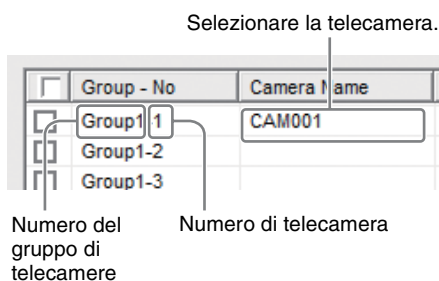 Selezionare la telecamera.
Group - No Camera Name
Group1-1 CAM001
Group1-2
Group1-3
Numero del gruppo di telecamere
Numero di telecamera